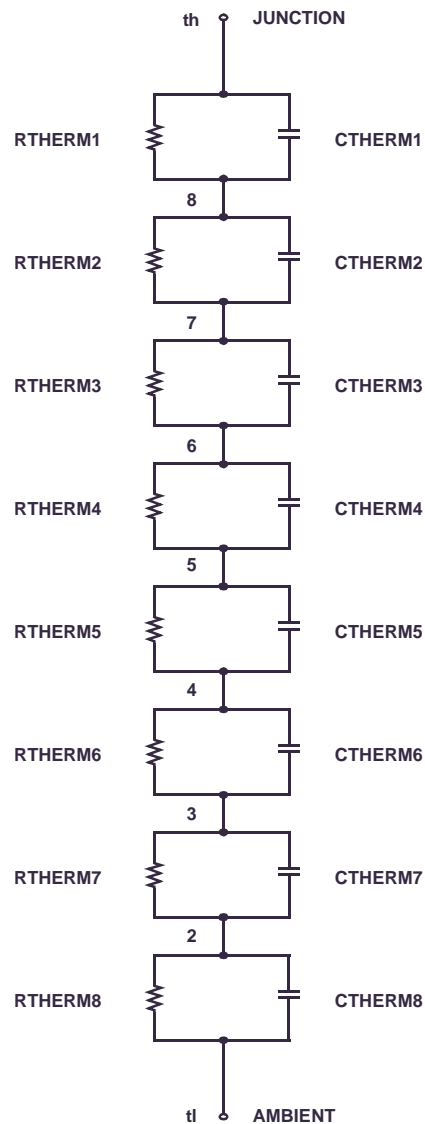 th JUNCTION
RTHERM1 CTHERM1
8
RTHERM2 CTHERM2
7
RTHERM3 CTHERM3
6
RTHERM4 CTHERM4
5
RTHERM5 CTHERM5
4
RTHERM6 CTHERM6
3
RTHERM7 CTHERM7
2
RTHERM8 CTHERM8
tl AMBIENT